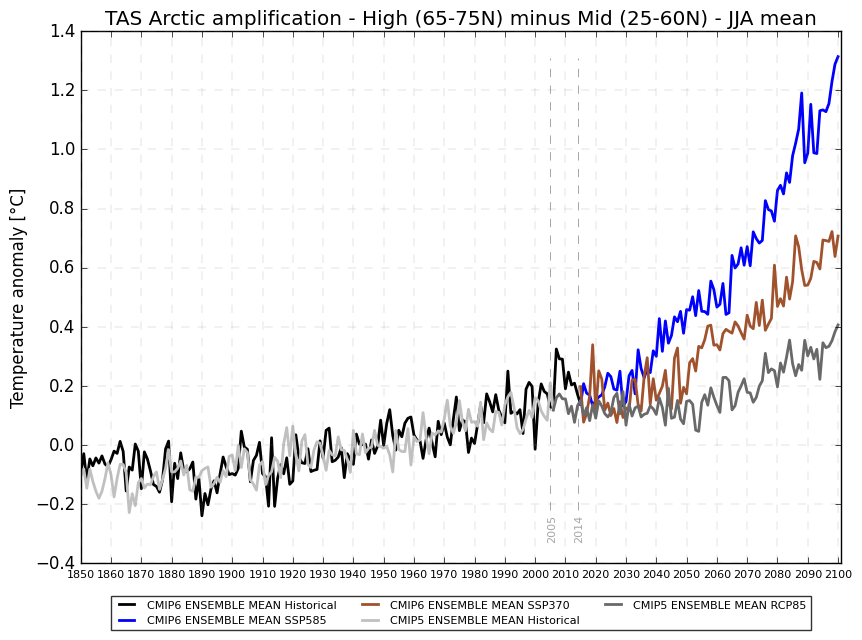 TAS Arctic amplification - High (65-75N) minus Mid (25-60N) - JJA mean
Temperature anomaly [°C]
1.4
1.2
1.0
0.8
0.6
0.4
0.2
0.0
−0.2
−0.4
2005
2014
1850 1860 1870 1880 1890 1900 1910 1920 1930 1940 1950 1960 1970 1980 1990 2000 2010 2020 2030 2040 2050 2060 2070 2080 2090 2100
CMIP6 ENSEMBLE MEAN Historical CMIP6 ENSEMBLE MEAN SSP370 CMIP5 ENSEMBLE MEAN RCP85
CMIP6 ENSEMBLE MEAN SSP585 CMIP5 ENSEMBLE MEAN Historical